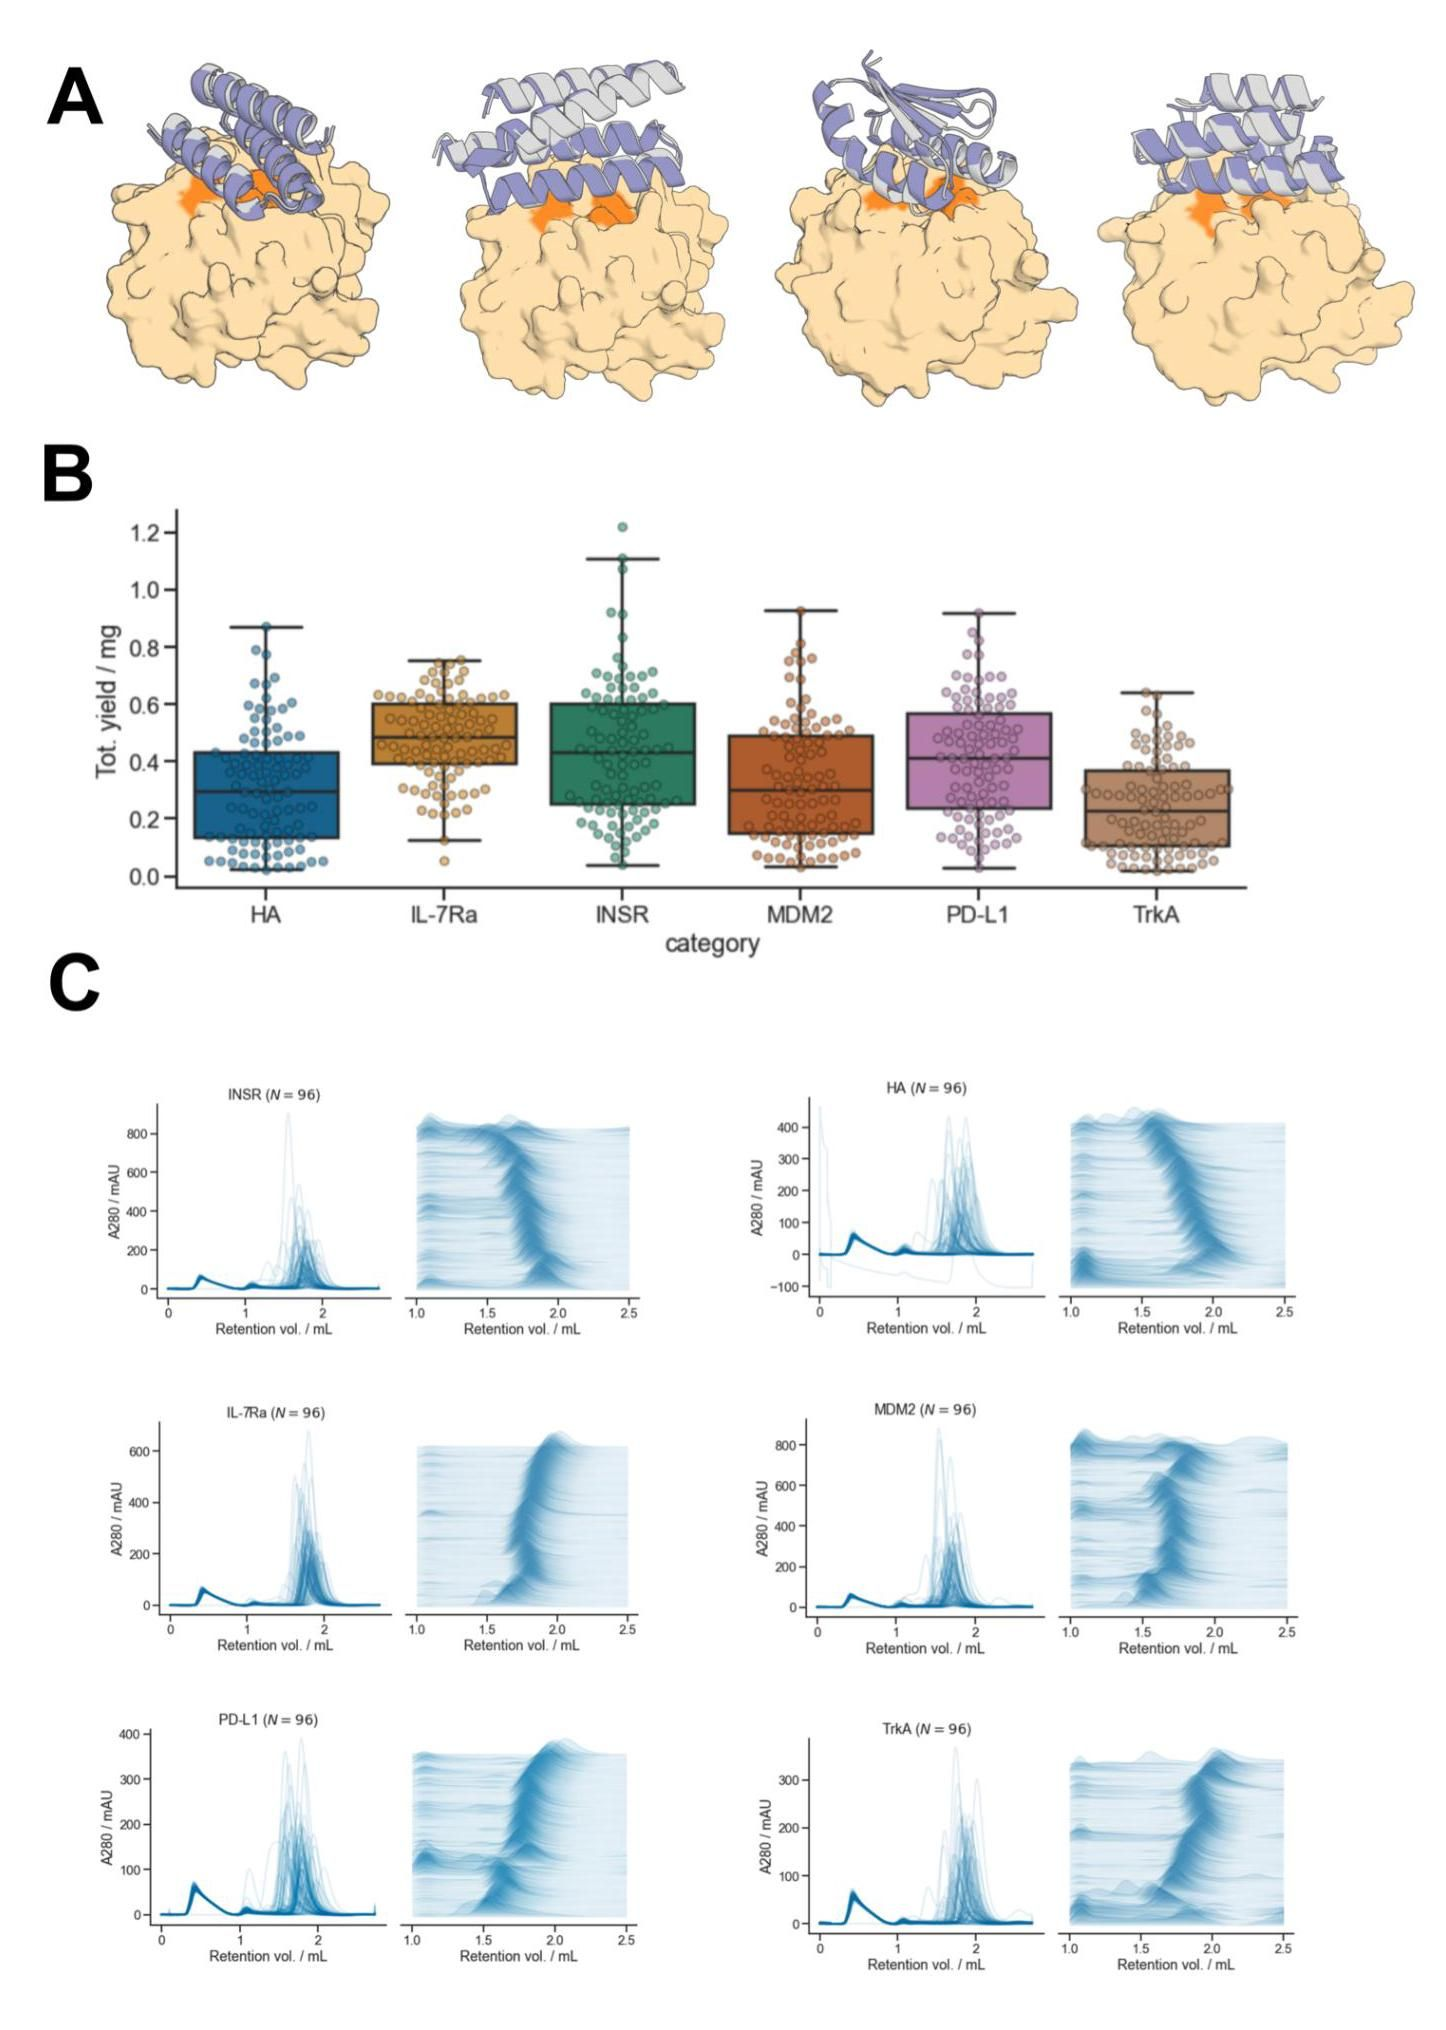 A
B
Tot. yield / mg
1.2
1.0
0.8
0.6
0.4
0.2
0.0
HA IL-7Ra INSR MDM2 PD-L1 TrkA
category
C
INSR (N = 96)
A280 / mAU
800
600
400
200
0
0 1 2
Retention vol. / mL
1.0 1.5 2.0 2.5
Retention vol. / mL
HA (N = 96)
A280 / mAU
400
300
200
100
0
−100
0 1 2
Retention vol. / mL
1.0 1.5 2.0 2.5
Retention vol. / mL
IL-7Ra (N = 96)
A280 / mAU
600
400
200
0
0 1 2
Retention vol. / mL
1.0 1.5 2.0 2.5
Retention vol. / mL
MDM2 (N = 96)
A280 / mAU
800
600
400
200
0
0 1 2
Retention vol. / mL
1.0 1.5 2.0 2.5
Retention vol. / mL
PD-L1 (N = 96)
A280 / mAU
400
300
200
100
0
0 1 2
Retention vol. / mL
1.0 1.5 2.0 2.5
Retention vol. / mL
TrkA (N = 96)
A280 / mAU
300
200
100
0
0 1 2
Retention vol. / mL
1.0 1.5 2.0 2.5
Retention vol. / mL